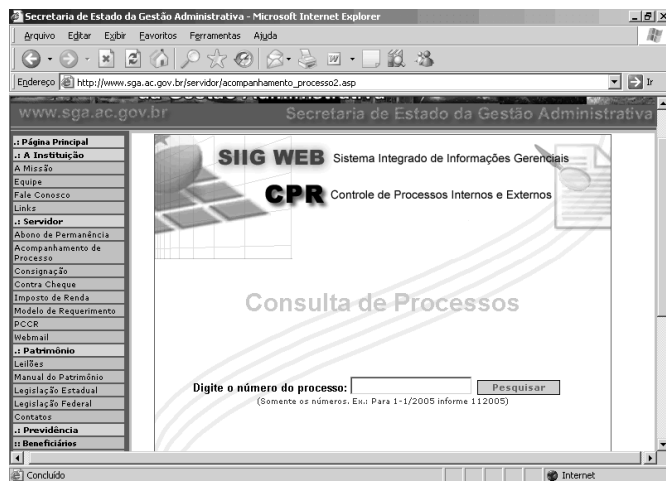 Secretaria de Estado da Gestão Administrativa - Microsoft Internet Explorer
Arquivo Editar Exibir Favoritos Ferramentas Ajuda
Endereço http://www.sga.ac.gov.br/servidor/acompanhamento_processo2.asp Ir
da Gestão Administrativa
www.sga.ac.gov.br Secretaria de Estado da Gestão Administrativa
.: Página Principal
.: A Instituição
A Missão
Equipe
Fale Conosco
Links
.: Servidor
Abono de Permanência
Acompanhamento de
Processo
Consignação
Contra Cheque
Imposto de Renda
Modelo de Requerimento
PCCR
Webmail
.: Patrimônio
Leilões
Manual do Patrimônio
Legislação Estadual
Legislação Federal
Contatos
.: Previdência
:: Beneficiários
SIIG WEB Sistema Integrado de Informações Gerenciais
CPR Controle de Processos Internos e Externos
Consulta de Processos
Digite o número do processo: Pesquisar
(Somente os números. Ex.: Para 1-1/2005 informe 112005)
Concluído Internet